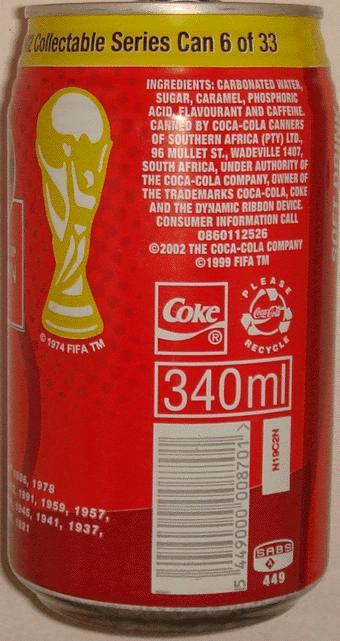 Collectable Series Can 6 of 33
INGREDIENTS: CARBONATED WATER,
SUGAR, CARAMEL, PHOSPHORIC
ACID, FLAVOURANT AND CAFFEINE.
CANNED BY COCA-COLA CANNERS
OF SOUTHERN AFRICA (PTY) LTD.,
96 MULLET ST., WADEVILLE 1407,
SOUTH AFRICA, UNDER AUTHORITY OF
THE COCA-COLA COMPANY, OWNER OF
THE TRADEMARKS COCA-COLA, COKE
AND THE DYNAMIC RIBBON DEVICE.
CONSUMER INFORMATION CALL
0860112526
©2002 THE COCA-COLA COMPANY
©1999 FIFA TM
© 1974 FIFA TM
Coke
®
PLEASE
Coca-Cola
RECYCLE
340ml
5 449000 008701 >
N19C2N
1978
1991, 1959, 1957,
1941, 1937,
SABS
449